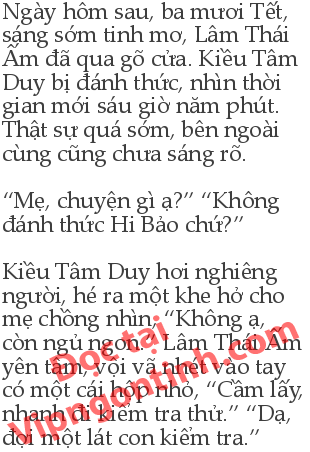 Ngày hôm sau, ba mươi Tết,
sáng sớm tinh mơ, Lâm Thái
Ấm đã qua gõ cửa. Kiều Tâm
Duy bị đánh thức, nhìn thời
gian mới sáu giờ năm phút.
Thật sự quá sớm, bên ngoài
cùng cũng chưa sáng rõ.
“Mẹ, chuyện gì ạ?” “Không
đánh thức Hi Bảo chứ?”
Kiều Tâm Duy hơi nghiêng
người, hé ra một khe hở cho
mẹ chồng nhìn, “Không ạ,
còn ngủ ngon.” Lâm Thái Ấm
yên tâm, vội vã nhét vào tay
có một cái hộp nhỏ, “Cầm lấy,
nhanh đi kiểm tra thử.” “Dạ,
đợi một lát con kiểm tra.”
Đọc tại
Vipngontinh.com